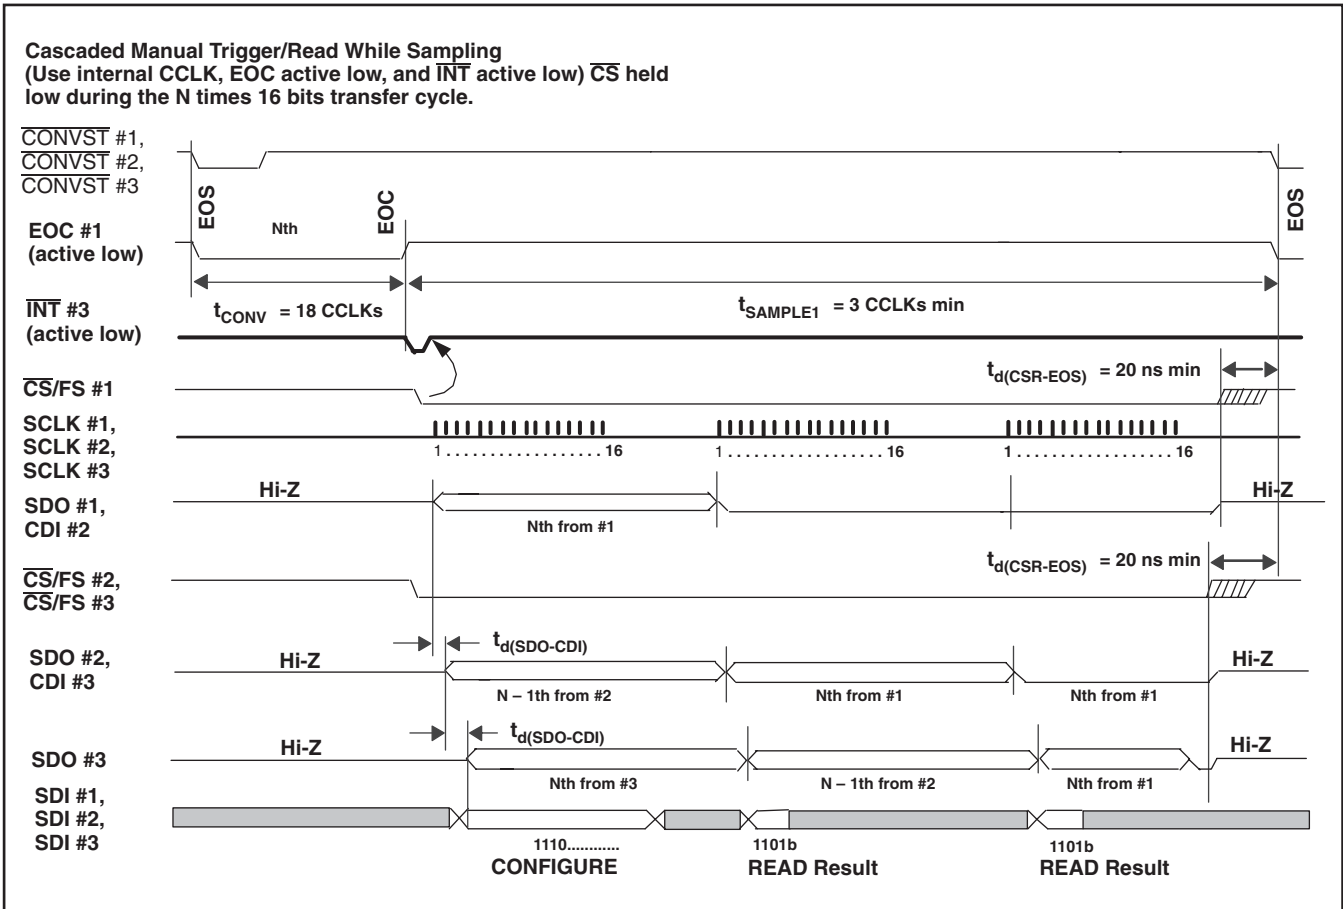 Cascaded Manual Trigger/Read While Sampling
(Use internal CCLK, EOC active low, and INT active low) CS held
low during the N times 16 bits transfer cycle.
CONVST #1,
CONVST #2,
CONVST #3
EOS
EOC
EOS
Nth
EOC #1
(active low)
tCONV = 18 CCLKs
tSAMPLE1 = 3 CCLKs min
INT #3
(active low)
td(CSR-EOS) = 20 ns min
CS/FS #1
SCLK #1,
SCLK #2,
SCLK #3
1 . . . . . . . . . . . . . . . . . . 16
1 . . . . . . . . . . . . . . . . . . 16
1 . . . . . . . . . . . . . . . . . . 16
Hi-Z
Hi-Z
SDO #1,
CDI #2
Nth from #1
td(CSR-EOS) = 20 ns min
CS/FS #2,
CS/FS #3
td(SDO-CDI)
SDO #2,
CDI #3
Hi-Z
Hi-Z
N – 1th from #2
Nth from #1
Nth from #1
td(SDO-CDI)
SDO #3
Hi-Z
Hi-Z
Nth from #3
N – 1th from #2
Nth from #1
SDI #1,
SDI #2,
SDI #3
1110............
CONFIGURE
1101b
READ Result
1101b
READ Result